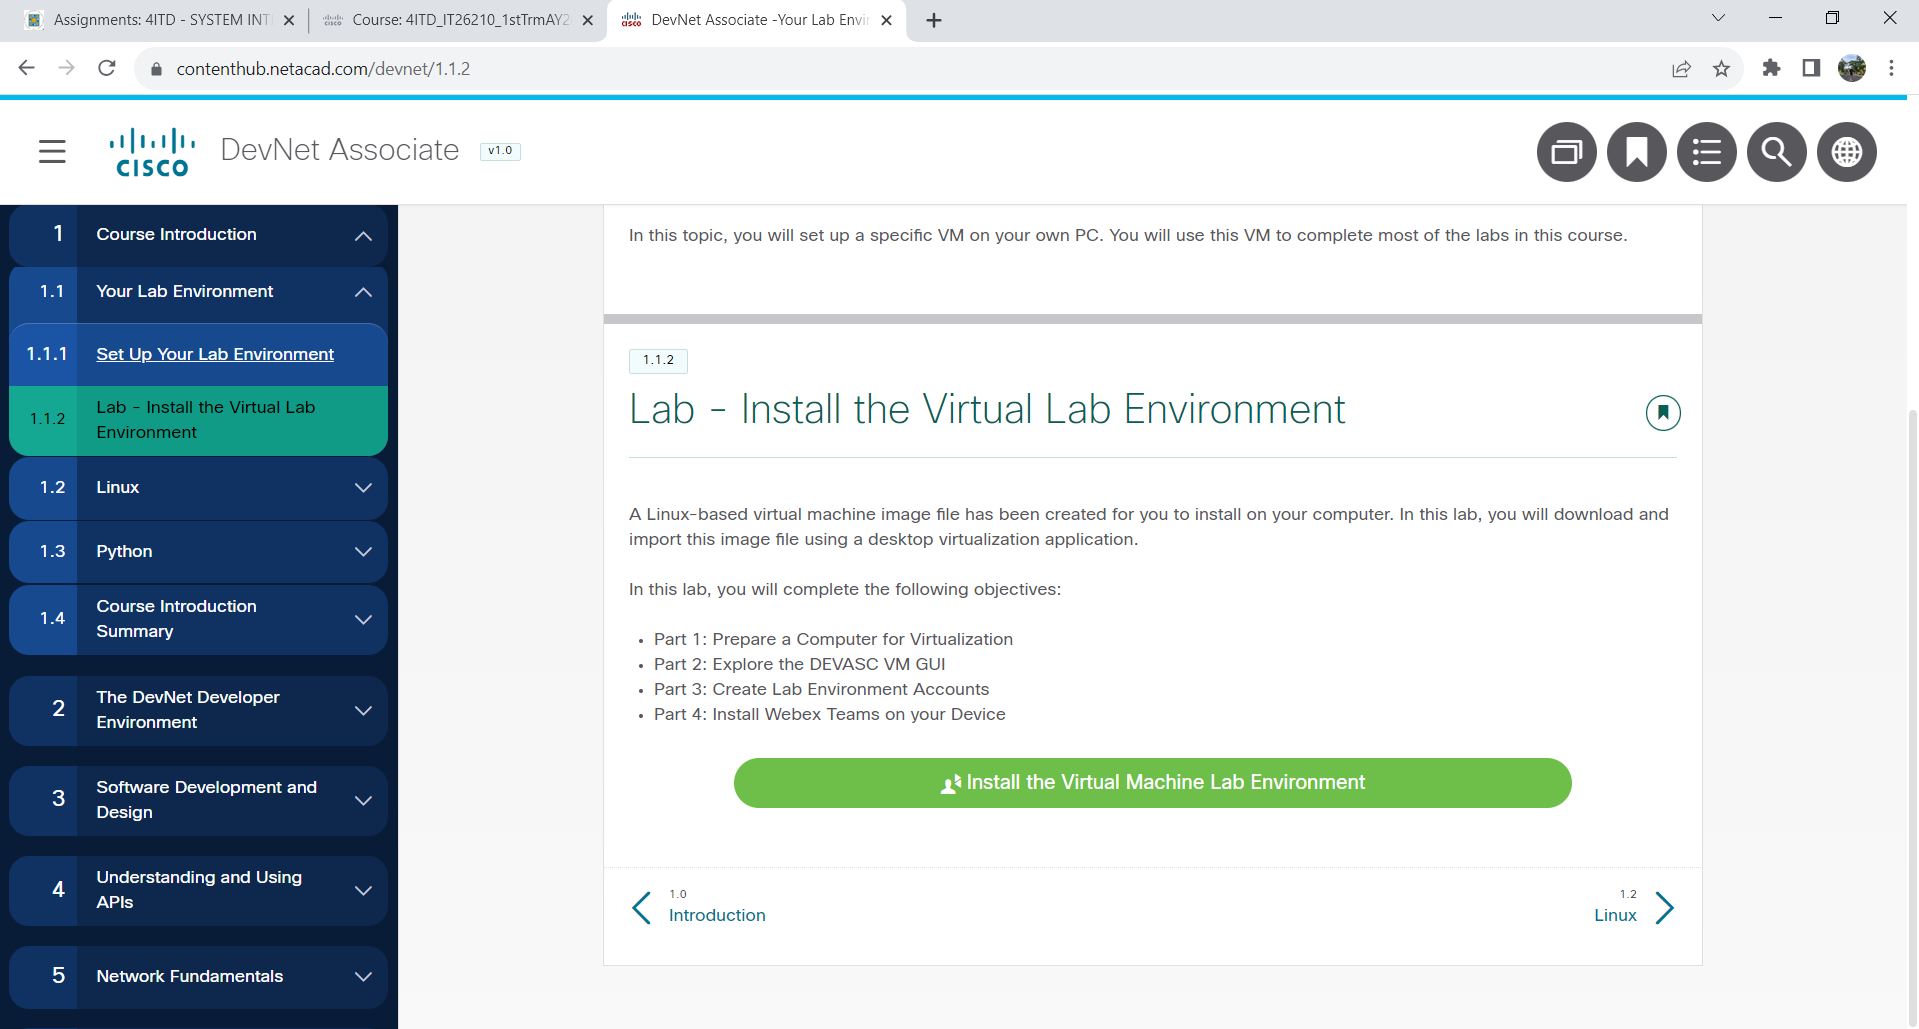 Assignments: 4ITD - SYSTEM INT
Course: 4ITD_IT26210_1stTrmAY2
DevNet Associate -Your Lab Envir
contenthub.netacad.com/devnet/1.1.2
CISCO
DevNet Associate
v1.0
1 Course Introduction
1.1 Your Lab Environment
1.1.1 Set Up Your Lab Environment
1.1.2 Lab - Install the Virtual Lab
Environment
1.2 Linux
1.3 Python
1.4 Course Introduction
Summary
2 The DevNet Developer
Environment
3 Software Development and
Design
4 Understanding and Using
APIs
5 Network Fundamentals
In this topic, you will set up a specific VM on your own PC. You will use this VM to complete most of the labs in this course.
1.1.2
Lab - Install the Virtual Lab Environment
A Linux-based virtual machine image file has been created for you to install on your computer. In this lab, you will download and
import this image file using a desktop virtualization application.
In this lab, you will complete the following objectives:
• Part 1: Prepare a Computer for Virtualization
• Part 2: Explore the DEVASC VM GUI
• Part 3: Create Lab Environment Accounts
• Part 4: Install Webex Teams on your Device
Install the Virtual Machine Lab Environment
1.0
Introduction
1.2
Linux